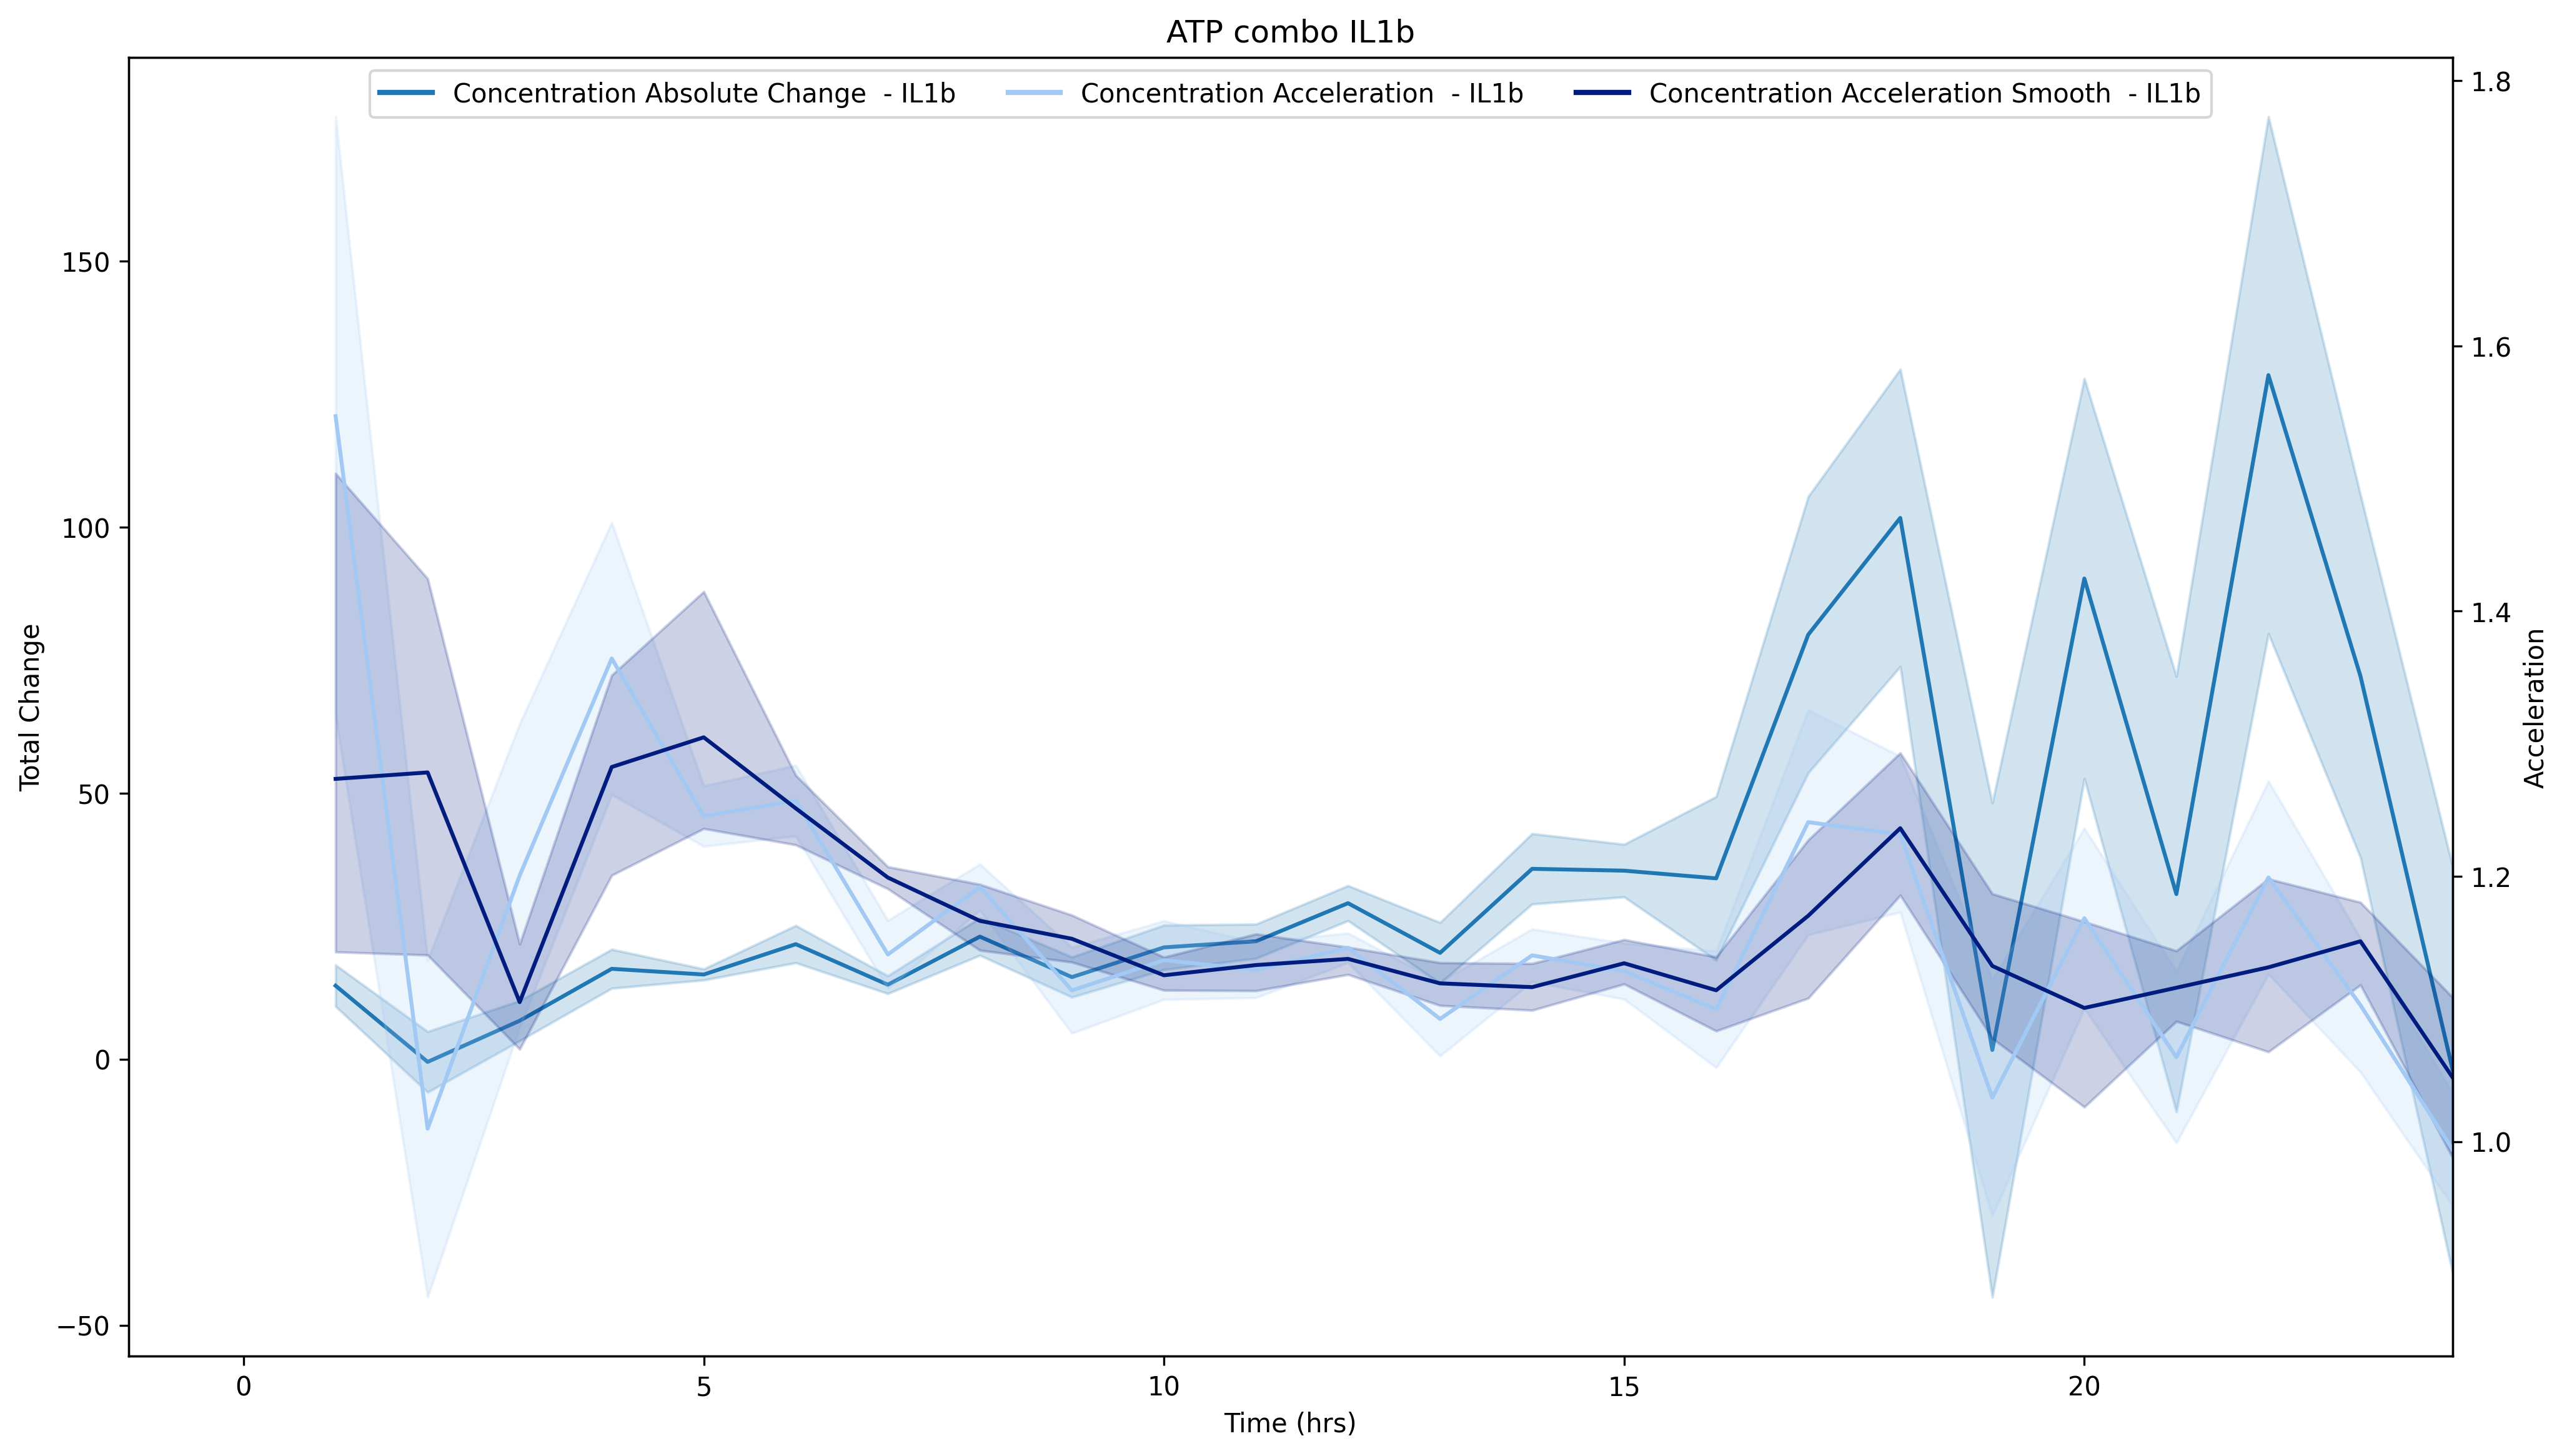 ATP combo IL1b
Concentration Absolute Change  - IL1b
Concentration Acceleration  - IL1b
Concentration Acceleration Smooth  - IL1b
Total Change
150
100
50
0
−50
1.8
1.6
1.4
1.2
1.0
Acceleration
0
5
10
15
20
Time (hrs)